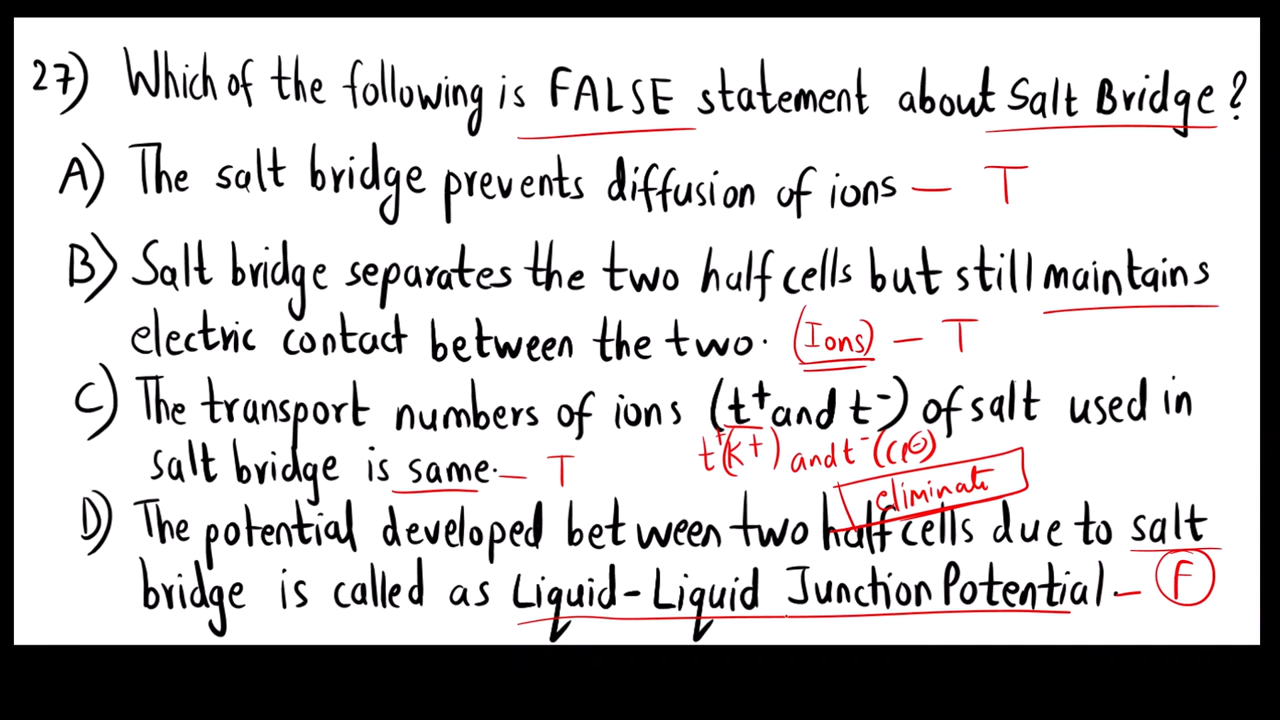 27) Which of the following is FALSE statement about Salt Bridge?
A) The salt bridge prevents diffusion of ions – T
B) Salt bridge separates the two half cells but still maintains
electric contact between the two. (Ions) – T
C) The transport numbers of ions (t+ and t-) of salt used in
t+(K+) and t-(Cl⊖)
salt bridge is same. – T
eliminate
D) The potential developed between two half cells due to salt
bridge is called as Liquid-Liquid Junction Potential. – F